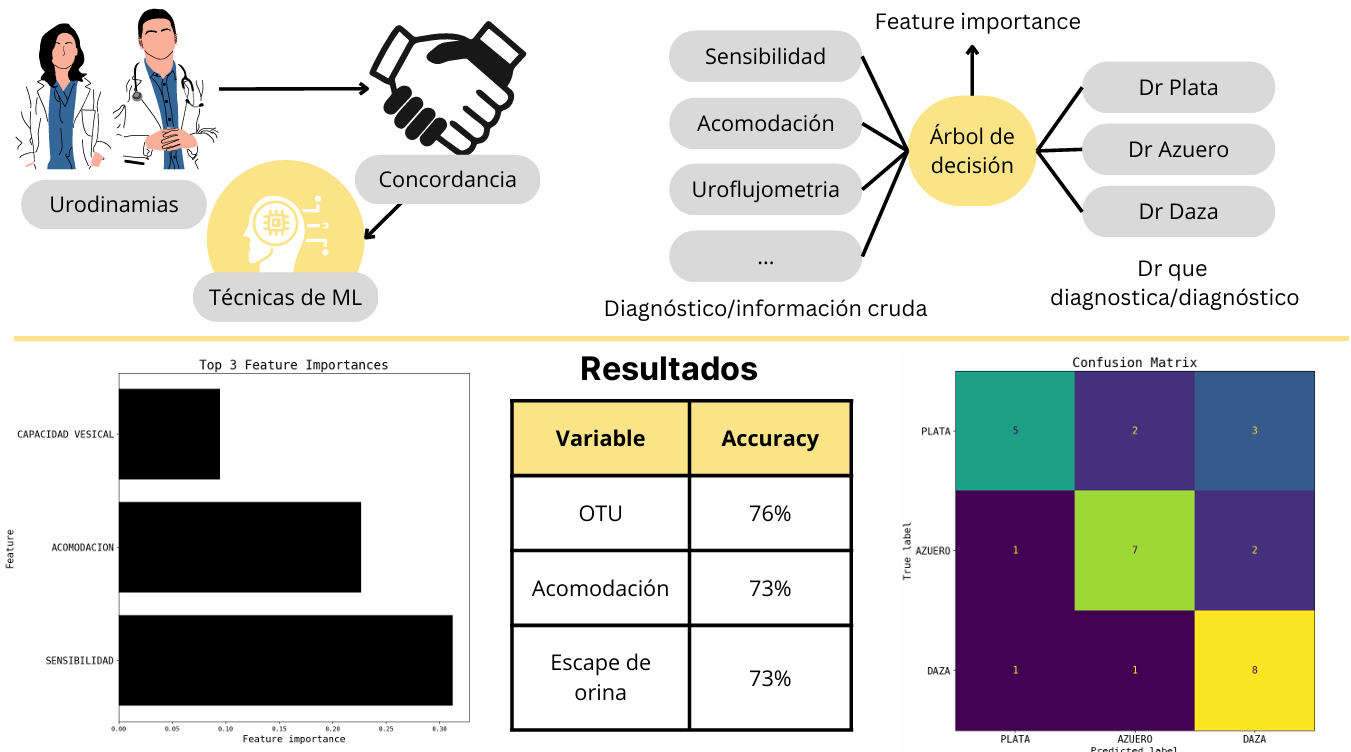 Urodinamias
Concordancia
Técnicas de ML
Feature importance
Sensibilidad
Acomodación
Uroflujometria
...
Árbol de
decisión
Dr Plata
Dr Azuero
Dr Daza
Diagnóstico/información cruda
Dr que
diagnostica/diagnóstico
Top 3 Feature Importances
Feature
CAPACIDAD VESICAL
ACOMODACION
SENSIBILIDAD
0.00 0.05 0.10 0.15 0.20 0.25 0.30
Feature importance
Resultados
Variable Accuracy
OTU 76%
Acomodación 73%
Escape de
orina 73%
Confusion Matrix
True label
PLATA 5 2 3
AZUERO 1 7 2
DAZA 1 1 8
PLATA AZUERO DAZA
Predicted label